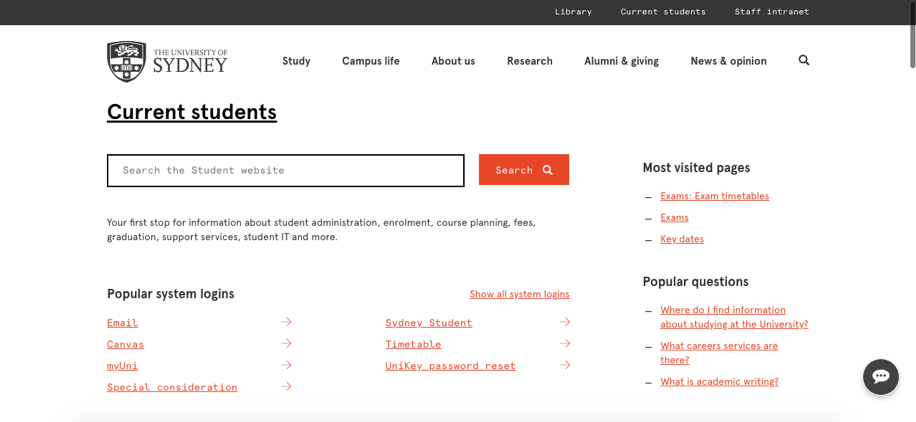 Library Current students Staff intranet
THE UNIVERSITY OF
SYDNEY
Study Campus life About us Research Alumni & giving News & opinion
Current students
Search the Student website Search
Your first stop for information about student administration, enrolment, course planning, fees,
graduation, support services, student IT and more.
Popular system logins Show all system logins
Email
Canvas
myUni
Special consideration
Sydney Student
Timetable
UniKey password reset
Most visited pages
Exams: Exam timetables
Exams
Key dates
Popular questions
Where do I find information
about studying at the University?
What careers services are
there?
What is academic writing?